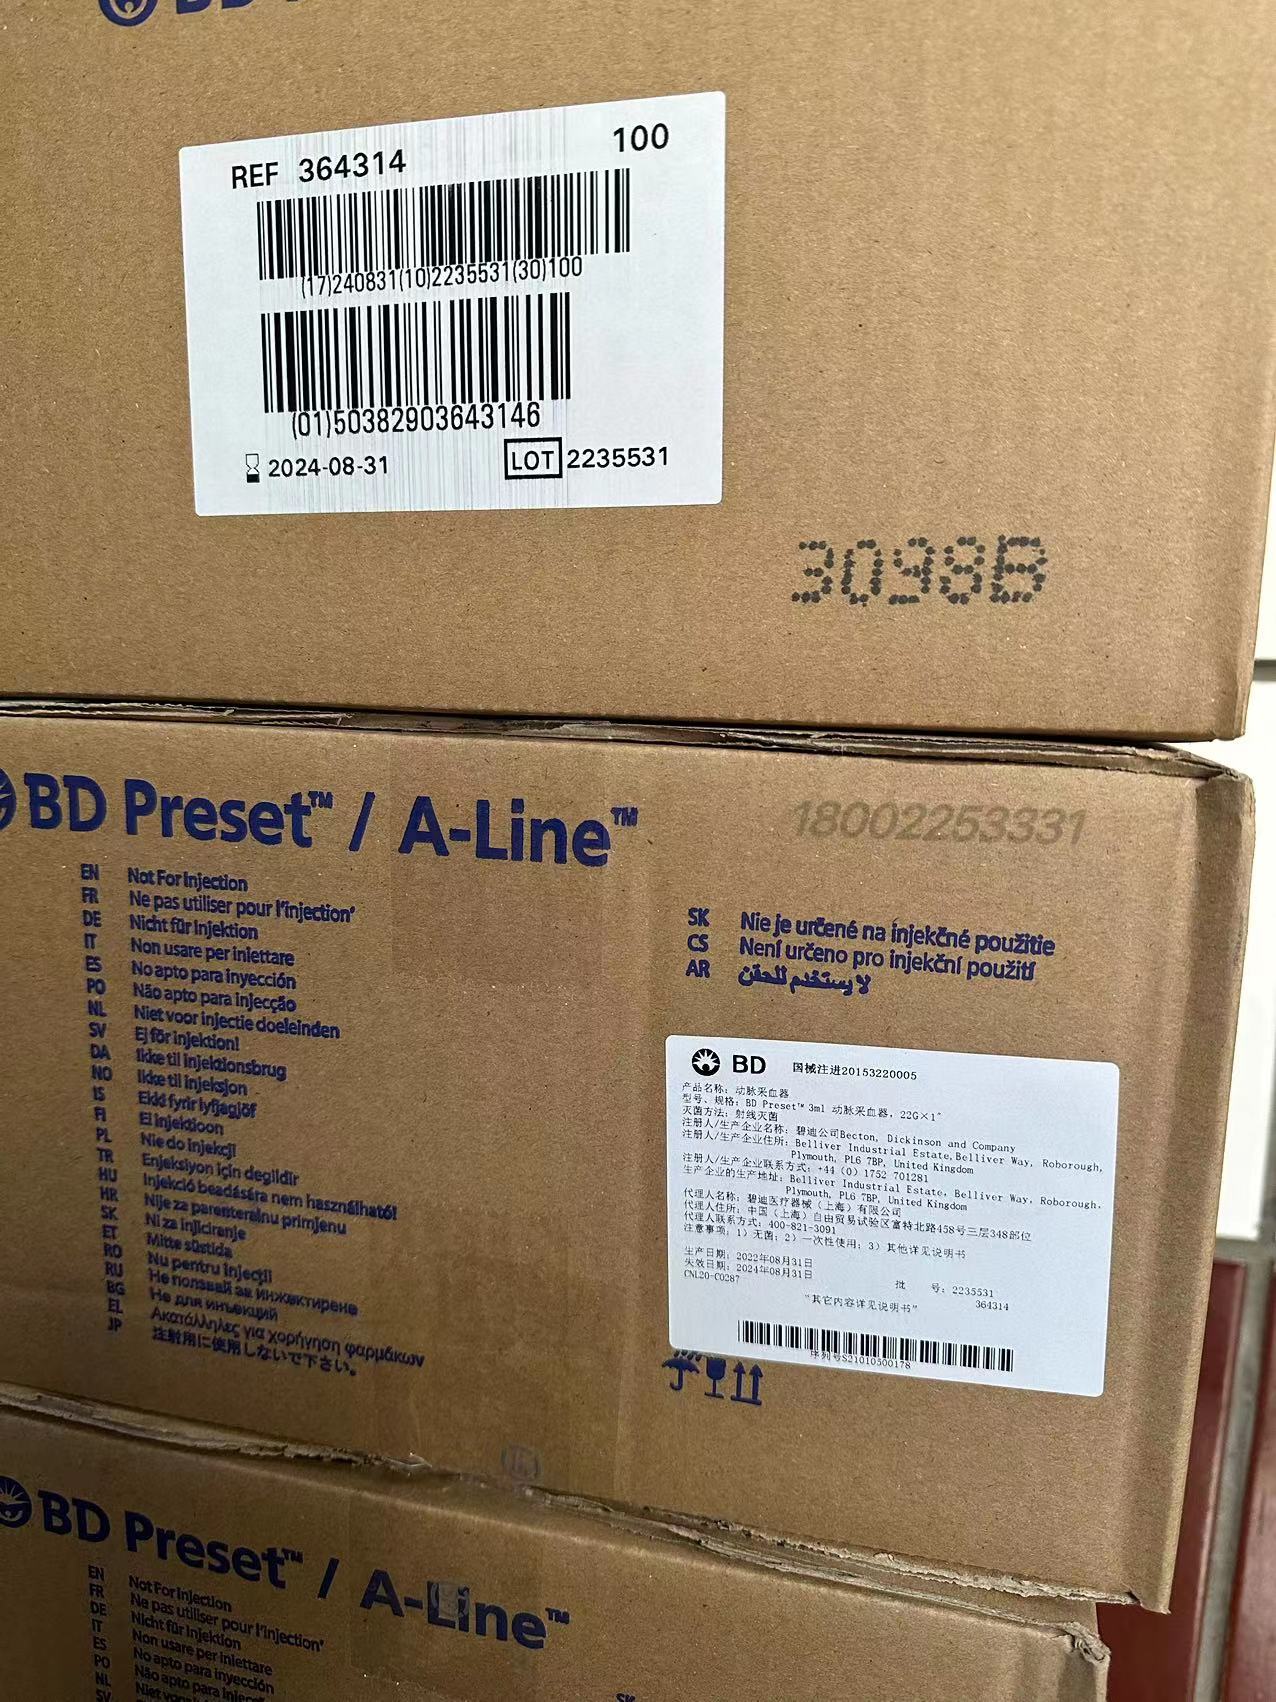 BD
REF 364314
100
(17)240831(10)2235531(30)100
(01)50382903643146
2024-08-31
LOT 2235531
3098B
BD Preset™ / A-Line™
18002253331
EN Not For Injection
FR Ne pas utiliser pour l'injection'
DE Nicht für Injektion
IT Non usare per iniettare
ES No apto para inyección
PO Não apto para injecção
NL Niet voor injectie doeleinden
SV Ej för injektion!
DA Ikke til injektionsbrug
NO Ikke til injeksjon
IS Ekki fyrir lyfjagjöf
FI Ei injektioon
PL Nie do injekcji
TR Enjeksiyon için degildir
HU Injekció beadására nem használható!
HR Nije za parenteralnu primjenu
SK Ni za injiciranje
ET Mitte süstida
RO Nu pentru injecţii
RU Не ползвай за инжектиране
BG Не для инъекций
EL Ακατάλληλες για χορήγηση φαρμάκων
JP 注射用に使用しないで下さい。
SK Nie je určené na injekčné použitie
CS Není určeno pro injekční použití
AR لا يستخدم للحقن
BD 国械注进20153220005
产品名称: 动脉采血器
型号、规格: BD Preset™ 3ml 动脉采血器, 22G×1"
灭菌方法: 射线灭菌
注册人/生产企业名称: 碧迪公司Becton, Dickinson and Company
注册人/生产企业住所: Belliver Industrial Estate,Belliver Way, Roborough,
Plymouth, PL6 7BP, United Kingdom
注册人/生产企业联系方式: +44 (0) 1752 701281
生产企业的生产地址: Belliver Industrial Estate, Belliver Way, Roborough,
Plymouth, PL6 7BP, United Kingdom
代理人名称: 碧迪医疗器械（上海）有限公司
代理人住所: 中国（上海）自由贸易试验区富特北路458号三层348部位
代理人联系方式: 400-821-3091
注意事项: 1) 无菌; 2) 一次性使用; 3) 其他详见说明书
生产日期: 2022年08月31日
失效日期: 2024年08月31日
批 号: 2235531
CNL20-C0287
364314
"其它内容详见说明书"
序列号S21010500178
BD Preset™ / A-Line™
EN Not For Injection
FR Ne pas utiliser pour l'injection'
DE Nicht für Injektion
IT Non usare per iniettare
ES No apto para inyección
PO Não apto para injecção
NL
SV
SK